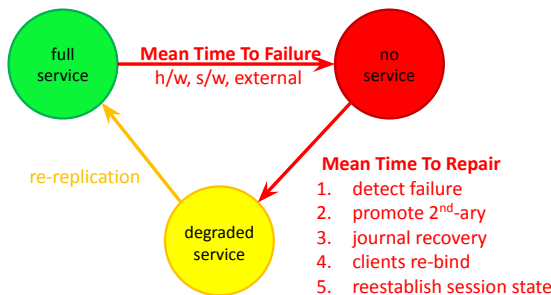 full
service
Mean Time To Failure
h/w, s/w, external
no
service
re-replication
degraded
service
Mean Time To Repair
1. detect failure
2. promote 2nd-ary
3. journal recovery
4. clients re-bind
5. reestablish session state